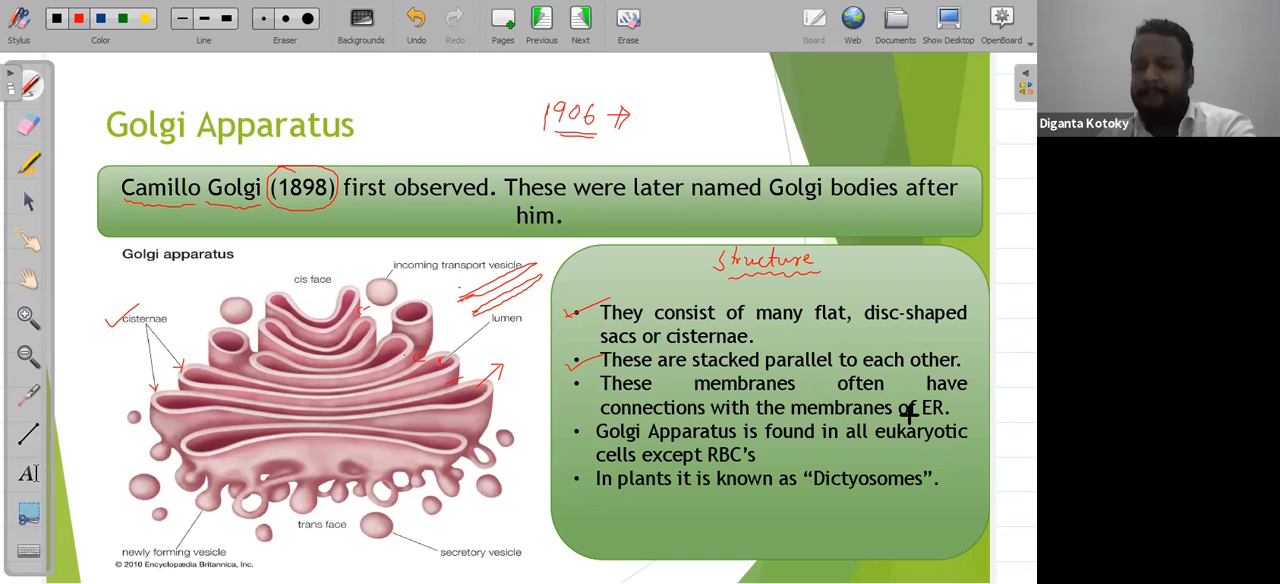 Stylus
Color
Line
Eraser
Backgrounds
Undo
Redo
Pages
Previous
Next
Erase
Board
Web
Documents
Show Desktop
OpenBoard
Diganta Kotoky
Golgi Apparatus
1906 →
Camillo Golgi (1898) first observed. These were later named Golgi bodies after
him.
Golgi apparatus
incoming transport vesicle
cis face
cisternae
lumen
trans face
newly forming vesicle
secretory vesicle
© 2010 Encyclopædia Britannica, Inc.
Structure
• They consist of many flat, disc-shaped
sacs or cisternae.
• These are stacked parallel to each other.
• These membranes often have
connections with the membranes of ER.
• Golgi Apparatus is found in all eukaryotic
cells except RBC’s
• In plants it is known as “Dictyosomes”.